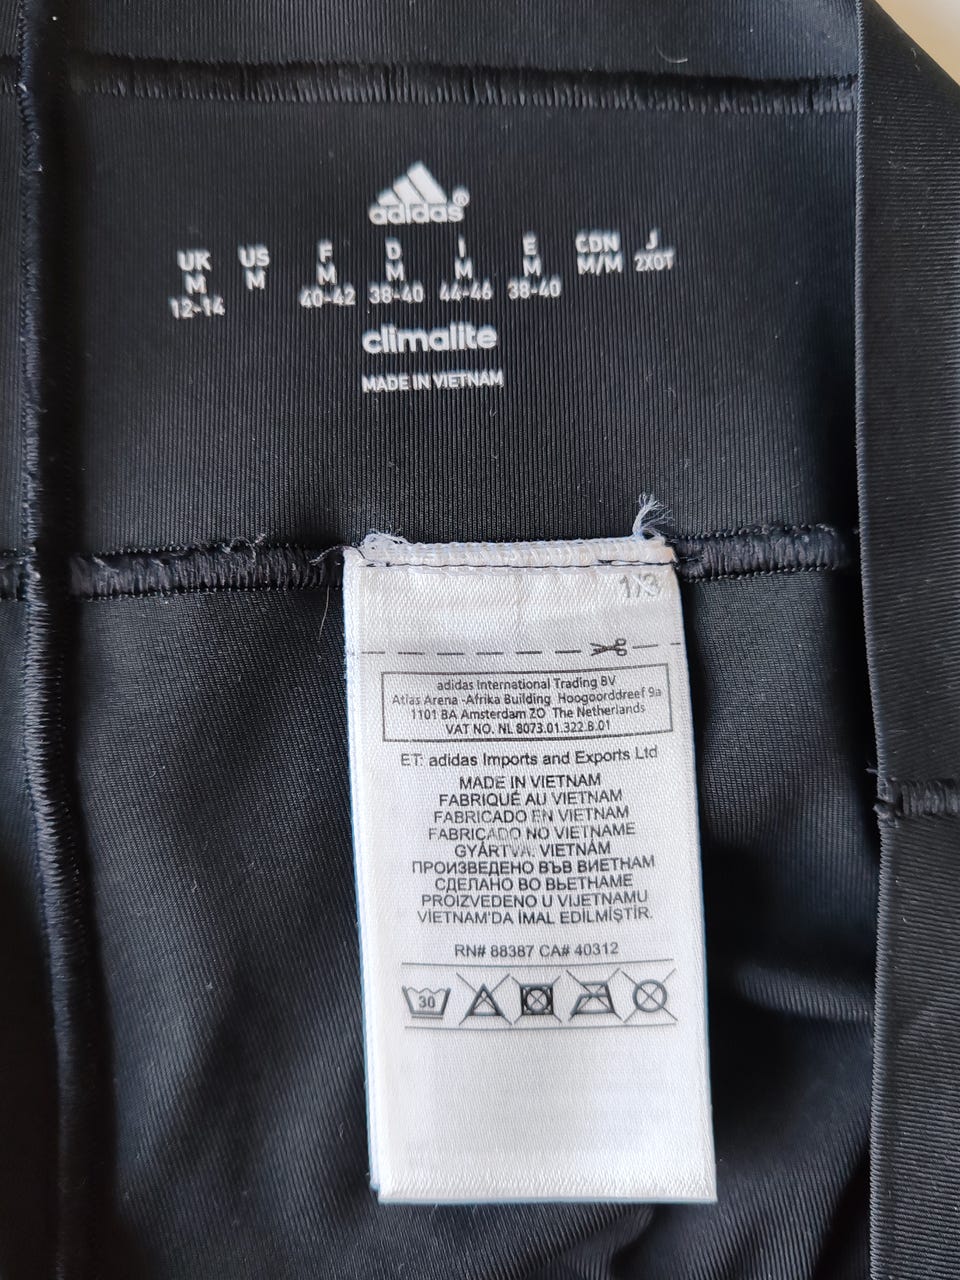 adidas®
UK US F D I E CDN J
M M M M M M M/M 2XOT
12-14 40-42 38-40 44-46 38-40
climalite
MADE IN VIETNAM
1/3
adidas International Trading BV
Atlas Arena -Afrika Building Hoogoorddreef 9a
1101 BA Amsterdam ZO The Netherlands
VAT NO. NL 8073.01.322.B.01
ET: adidas Imports and Exports Ltd
MADE IN VIETNAM
FABRIQUÉ AU VIETNAM
FABRICADO EN VIETNAM
FABRICADO NO VIETNAME
GYÁRTVA: VIETNÁM
ПРОИЗВЕДЕНО ВЪВ ВИЕТНАМ
СДЕЛАНО ВО ВЬЕТНАМЕ
PROIZVEDENO U VIJETNAMU
VİETNAM'DA İMAL EDİLMİŞTİR.
RN# 88387 CA# 40312
30